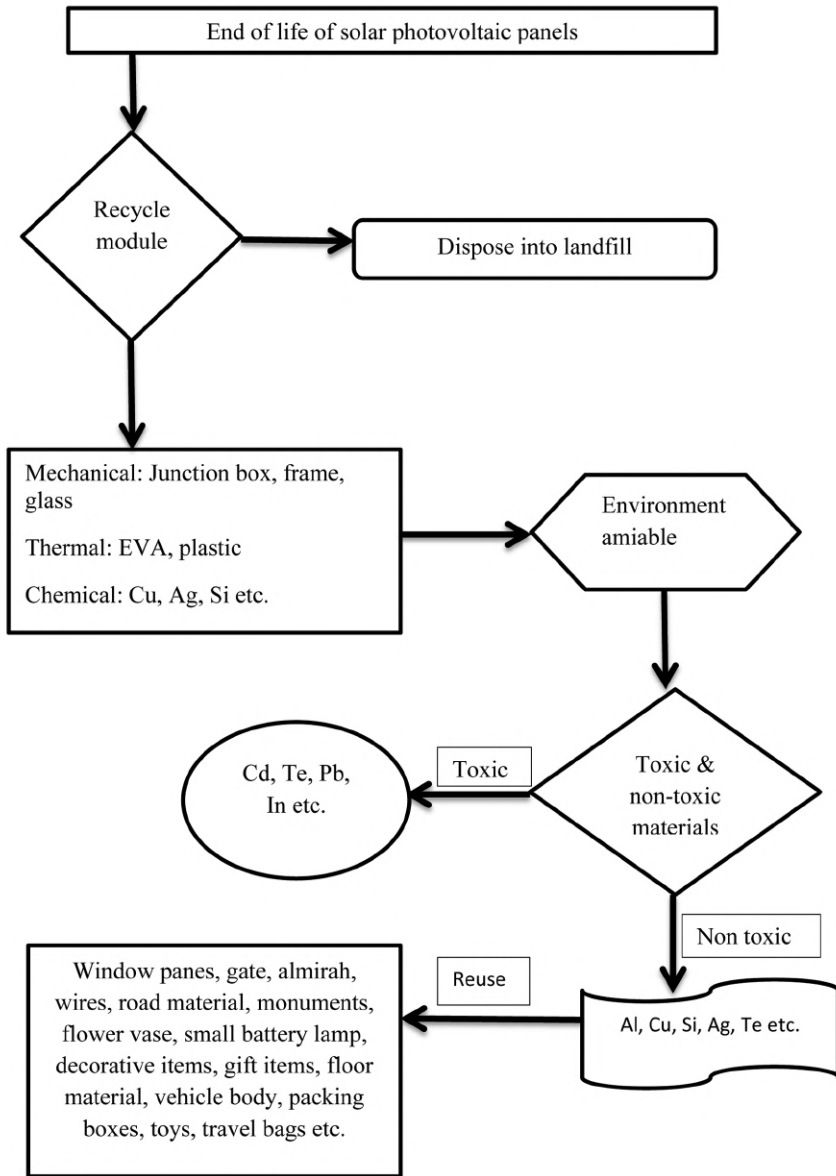 End of life of solar photovoltaic panels
Recycle
module
Dispose into landfill
Mechanical: Junction box, frame,
glass
Thermal: EVA, plastic
Chemical: Cu, Ag, Si etc.
Environment
amiable
Toxic &
non-toxic
materials
Toxic
Cd, Te, Pb,
In etc.
Non toxic
Al, Cu, Si, Ag, Te etc.
Reuse
Window panes, gate, almirah,
wires, road material, monuments,
flower vase, small battery lamp,
decorative items, gift items, floor
material, vehicle body, packing
boxes, toys, travel bags etc.